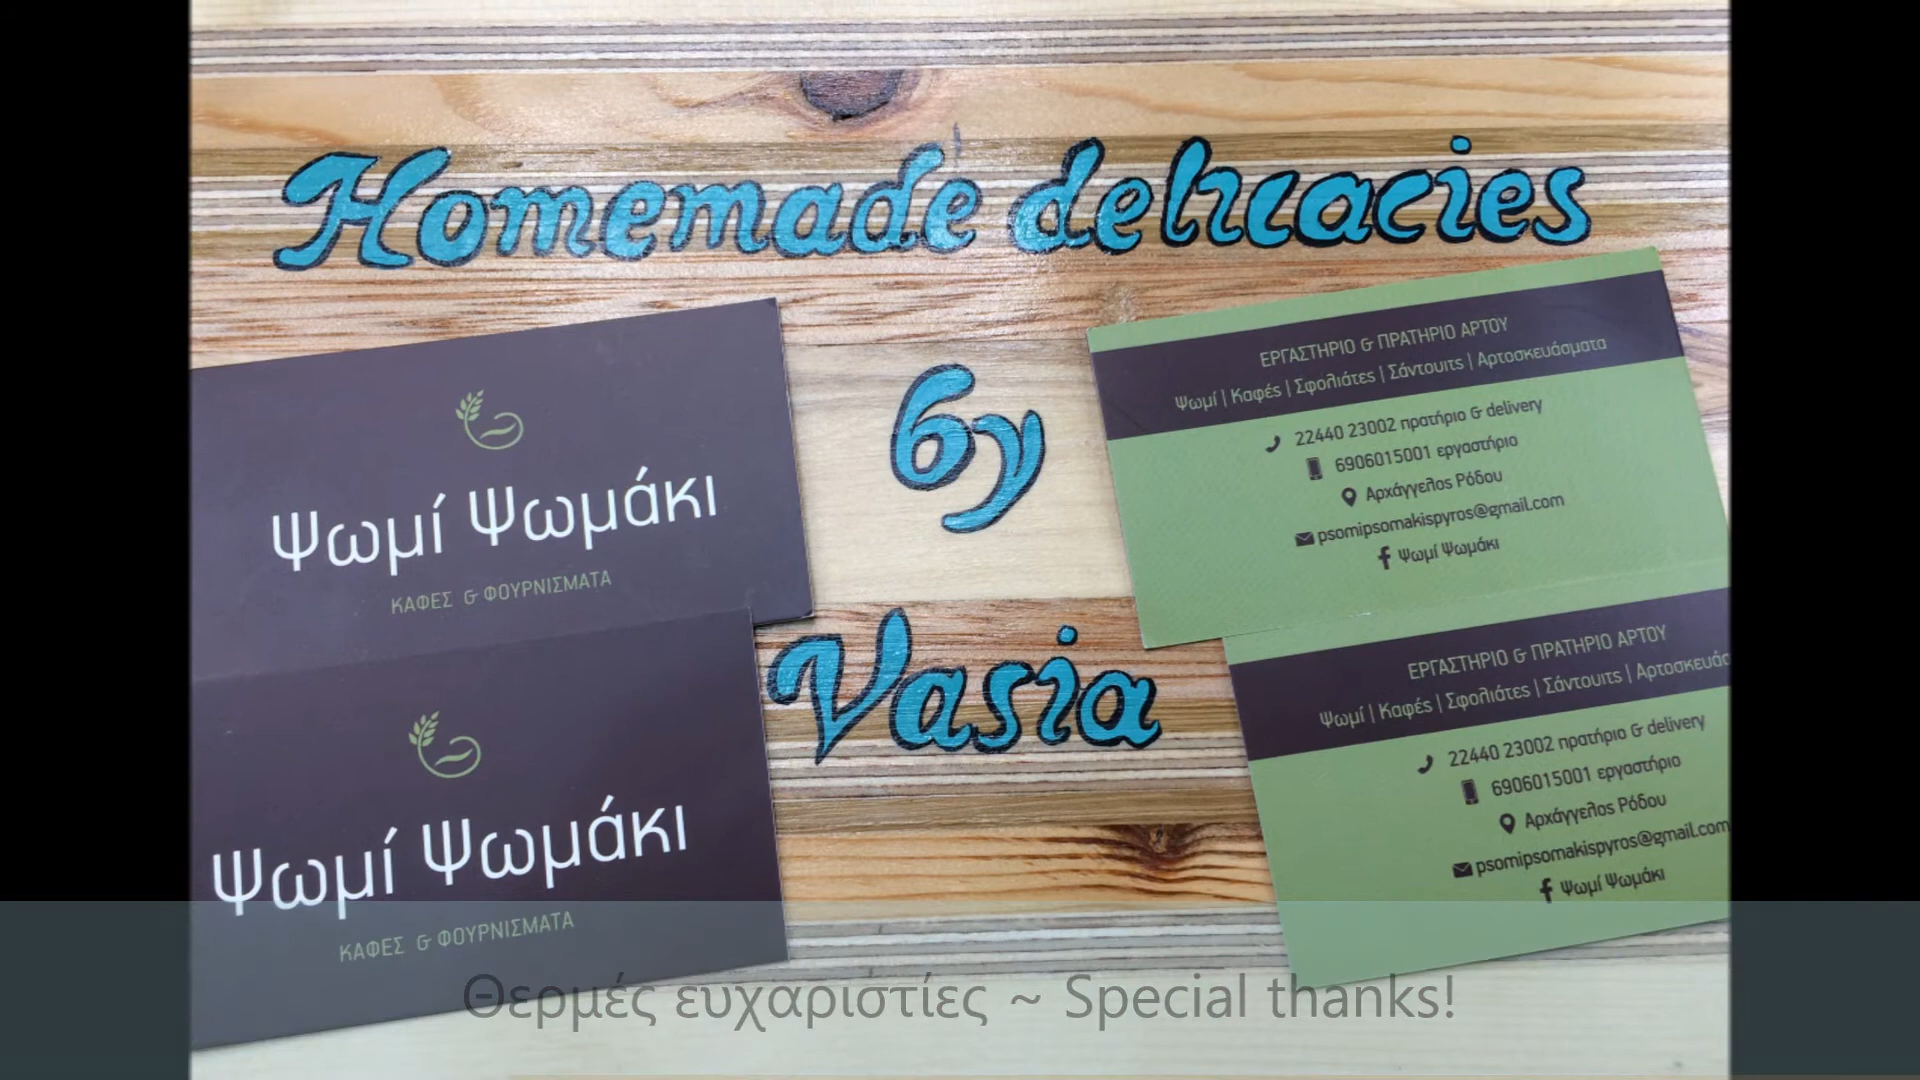 Homemade delicacies
by
Vasia
Ψωμί Ψωμάκι
ΚΑΦΕΣ & ΦΟΥΡΝΙΣΜΑΤΑ
Ψωμί Ψωμάκι
ΚΑΦΕΣ & ΦΟΥΡΝΙΣΜΑΤΑ
ΕΡΓΑΣΤΗΡΙΟ & ΠΡΑΤΗΡΙΟ ΑΡΤΟΥ
Ψωμί | Καφές | Σφολιάτες | Σάντουιτς | Αρτοσκευάσματα
22440 23002 πρατήριο & delivery
6906015001 εργαστήριο
Αρχάγγελος Ρόδου
psomipsomakispyros@gmail.com
Ψωμί Ψωμάκι
ΕΡΓΑΣΤΗΡΙΟ & ΠΡΑΤΗΡΙΟ ΑΡΤΟΥ
Ψωμί | Καφές | Σφολιάτες | Σάντουιτς | Αρτοσκευάσ
22440 23002 πρατήριο & delivery
6906015001 εργαστήριο
Αρχάγγελος Ρόδου
psomipsomakispyros@gmail.com
Ψωμί Ψωμάκι
Θερμές ευχαριστίες ~ Special thanks!